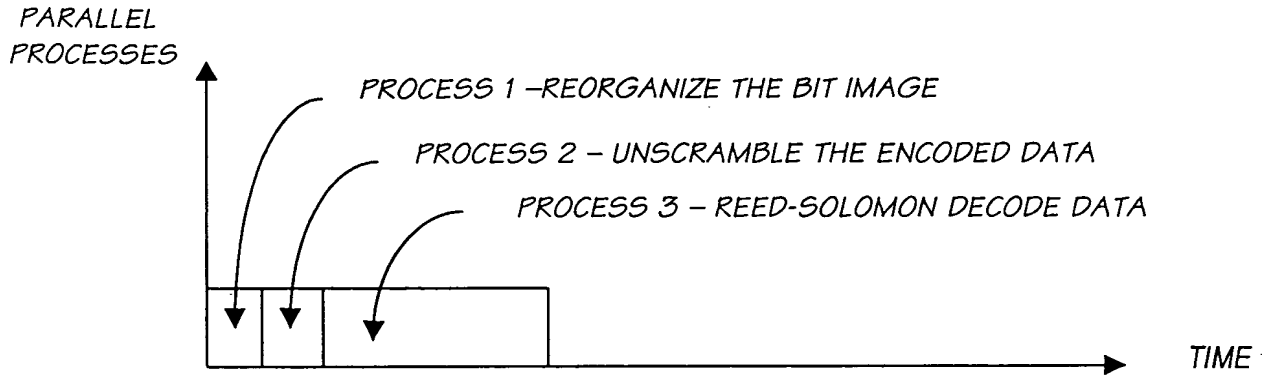 PARALLEL
PROCESSES
PROCESS 1 –REORGANIZE THE BIT IMAGE
PROCESS 2 – UNSCRAMBLE THE ENCODED DATA
PROCESS 3 – REED-SOLOMON DECODE DATA
TIME